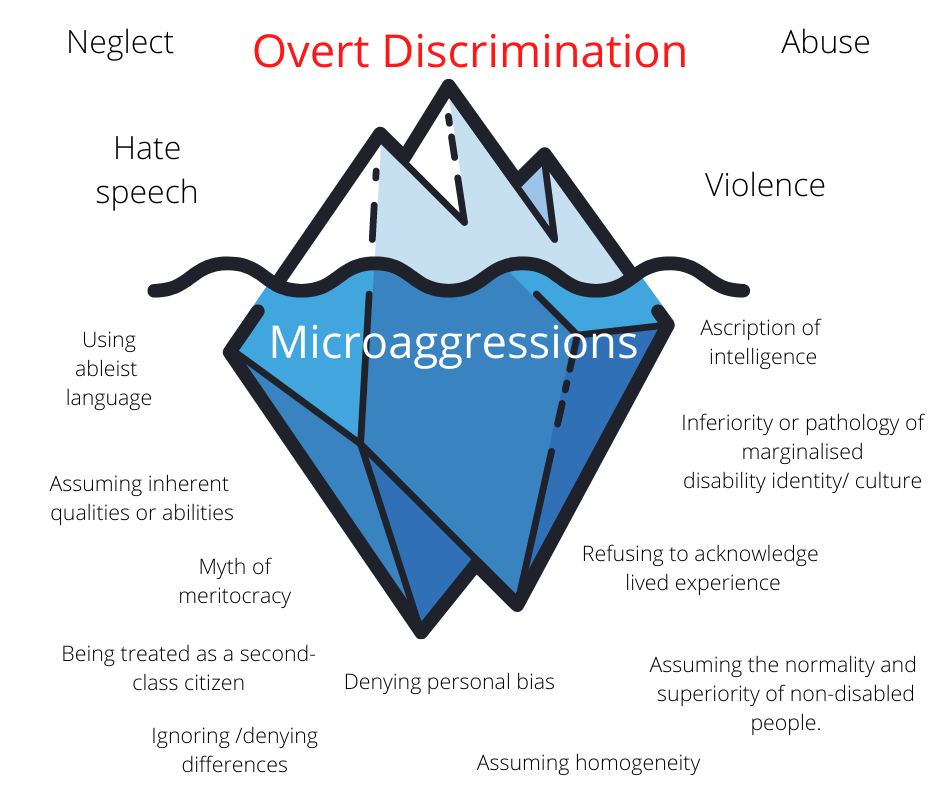 Neglect
Overt Discrimination
Abuse
Hate
speech
Violence
Microaggressions
Using
ableist
language
Ascription of
intelligence
Inferiority or pathology of
marginalised
disability identity/ culture
Assuming inherent
qualities or abilities
Refusing to acknowledge
lived experience
Myth of
meritocracy
Being treated as a second-
class citizen
Denying personal bias
Assuming the normality and
superiority of non-disabled
people.
Ignoring /denying
differences
Assuming homogeneity